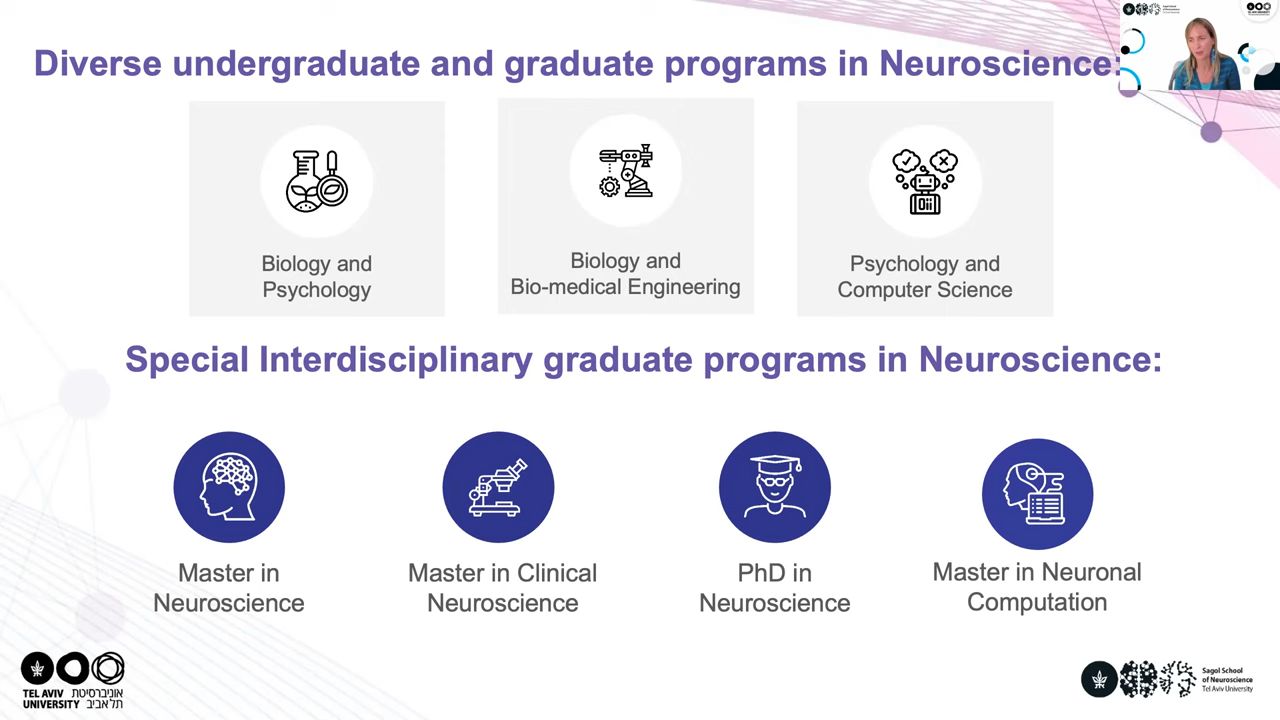 Diverse undergraduate and graduate programs in Neuroscience:
Biology and
Psychology
Biology and
Bio-medical Engineering
Psychology and
Computer Science
Special Interdisciplinary graduate programs in Neuroscience:
Master in
Neuroscience
Master in Clinical
Neuroscience
PhD in
Neuroscience
Master in Neuronal
Computation
TEL AVIV אוניברסיטת
UNIVERSITY תל אביב
Sagol School
of Neuroscience
Tel Aviv University